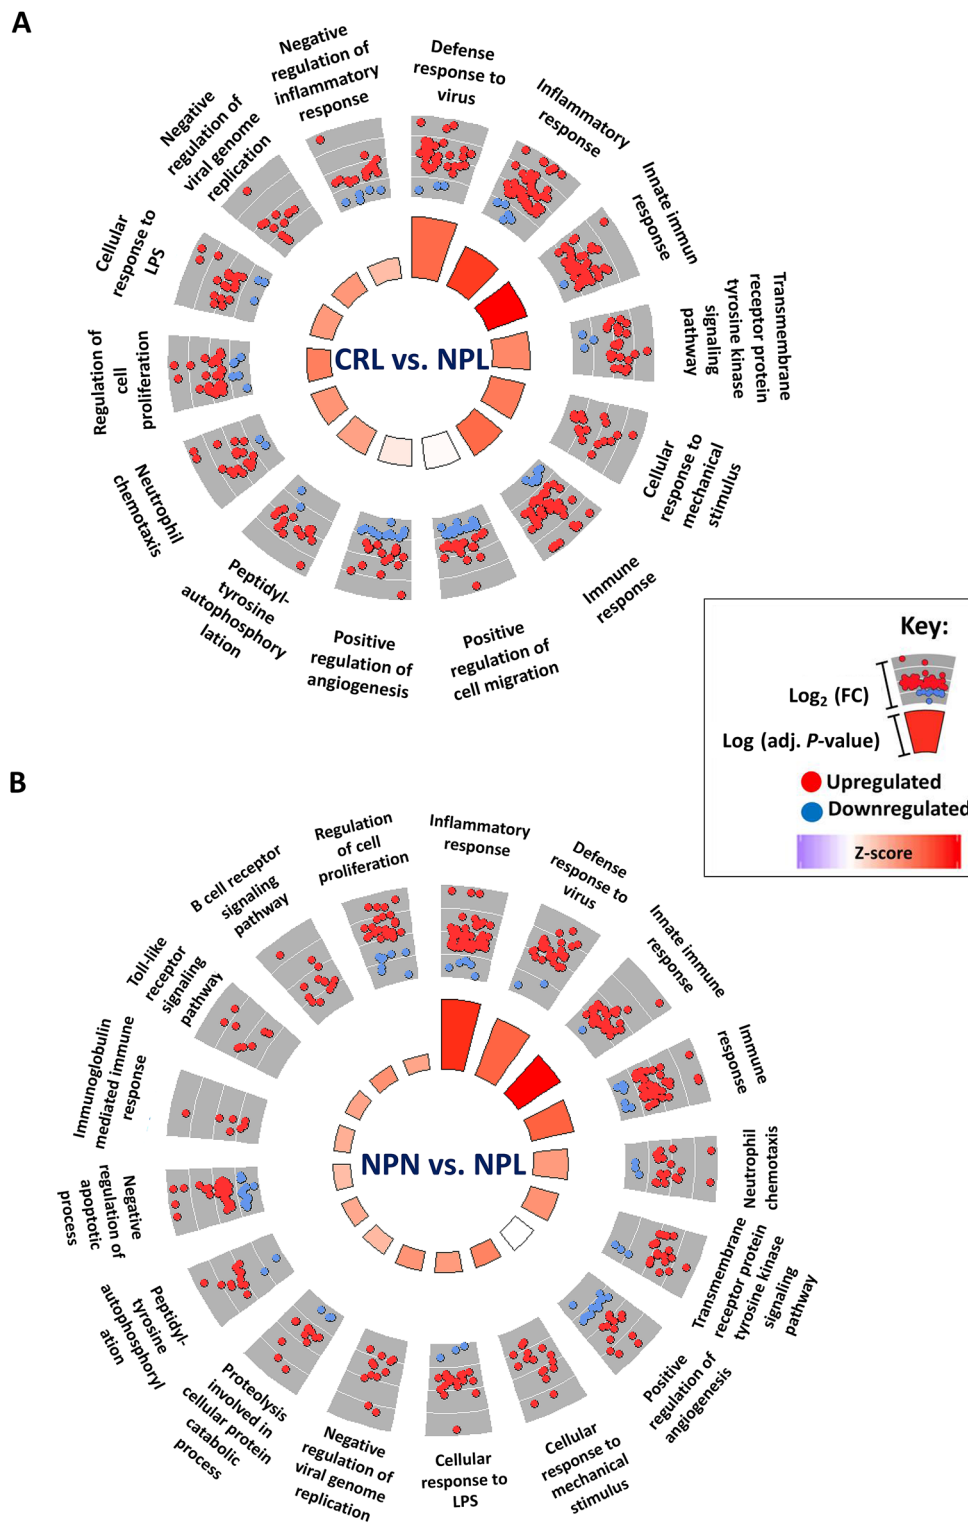 A
Negative
regulation of
inflammatory
response
Defense
response to
virus
Inflammatory
response
Innate immun
response
Transmembrane
receptor protein
tyrosine kinase
signaling
pathway
Cellular
response to
mechanical
stimulus
Immune
response
Positive
regulation of
cell migration
Positive
regulation of
angiogenesis
Peptidyl-
tyrosine
autophosphory
lation
Neutrophil
chemotaxis
Regulation of
cell
proliferation
Cellular
response to
LPS
Negative
regulation of
viral genome
replication
CRL vs. NPL
Key:
Log2 (FC)
Log (adj. P-value)
Upregulated
Downregulated
Z-score
B
Regulation
of cell
proliferation
Inflammatory
response
Defense
response to
virus
Innate immune
response
Immune
response
Neutrophil
chemotaxis
Transmembrane
receptor protein
tyrosine kinase
signaling
pathway
Positive
regulation of
angiogenesis
Cellular
response to
mechanical
stimulus
Cellular
response to
LPS
Negative
regulation of
viral genome
replication
Proteolysis
involved in
cellular protein
catabolic
process
Peptidyl-
tyrosine
autophosphoryl
ation
Negative
regulation of
apoptotic
process
Immunoglobulin
mediated immune
response
Toll-like
receptor
signaling
pathway
B cell receptor
signaling
pathway
NPN vs. NPL